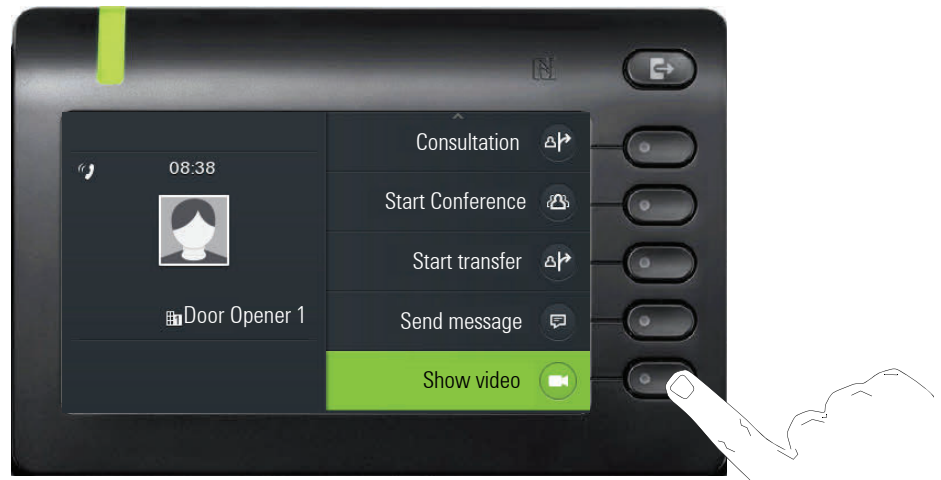 08:38
Door Opener 1
Consultation
Start Conference
Start transfer
Send message
Show video